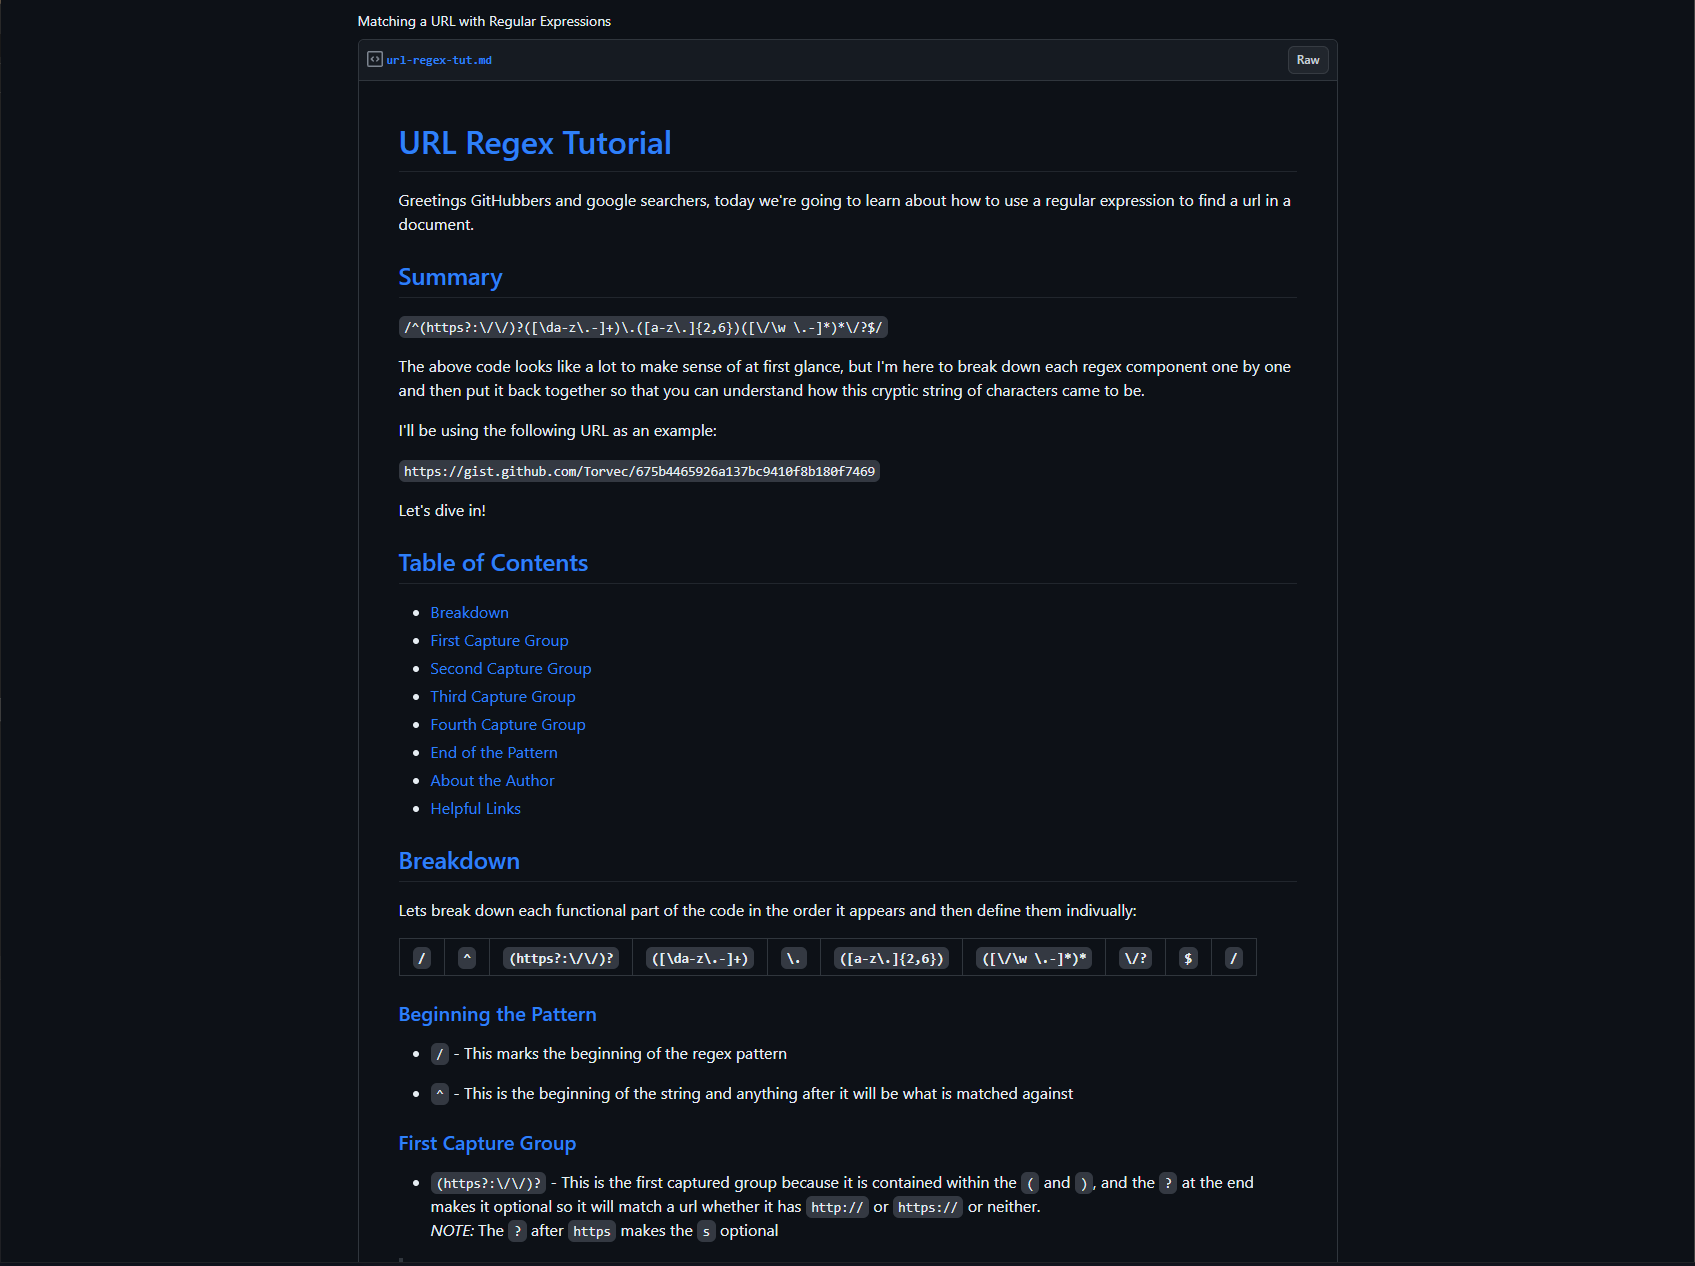 Matching a URL with Regular Expressions
url-regex-tut.md
Raw
URL Regex Tutorial
Greetings GitHubbers and google searchers, today we're going to learn about how to use a regular expression to find a url in a
document.
Summary
/^(https?:\/\/)?([\da-z\.-]+)\.([a-z\.]{2,6})([\/\w \.-]*)*\/?$/
The above code looks like a lot to make sense of at first glance, but I'm here to break down each regex component one by one
and then put it back together so that you can understand how this cryptic string of characters came to be.
I'll be using the following URL as an example:
https://gist.github.com/Torvec/675b4465926a137bc9410f8b180f7469
Let's dive in!
Table of Contents
Breakdown
First Capture Group
Second Capture Group
Third Capture Group
Fourth Capture Group
End of the Pattern
About the Author
Helpful Links
Breakdown
Lets break down each functional part of the code in the order it appears and then define them indivually:
/ ^ (https?:\/\/)? ([\da-z\.-]+) \. ([a-z\.]{2,6}) ([\/\w \.-]*)* \/? $ /
Beginning the Pattern
/ - This marks the beginning of the regex pattern
^ - This is the beginning of the string and anything after it will be what is matched against
First Capture Group
(https?:\/\/)? - This is the first captured group because it is contained within the ( and ), and the ? at the end
makes it optional so it will match a url whether it has http:// or https:// or neither.
NOTE: The ? after https makes the s optional